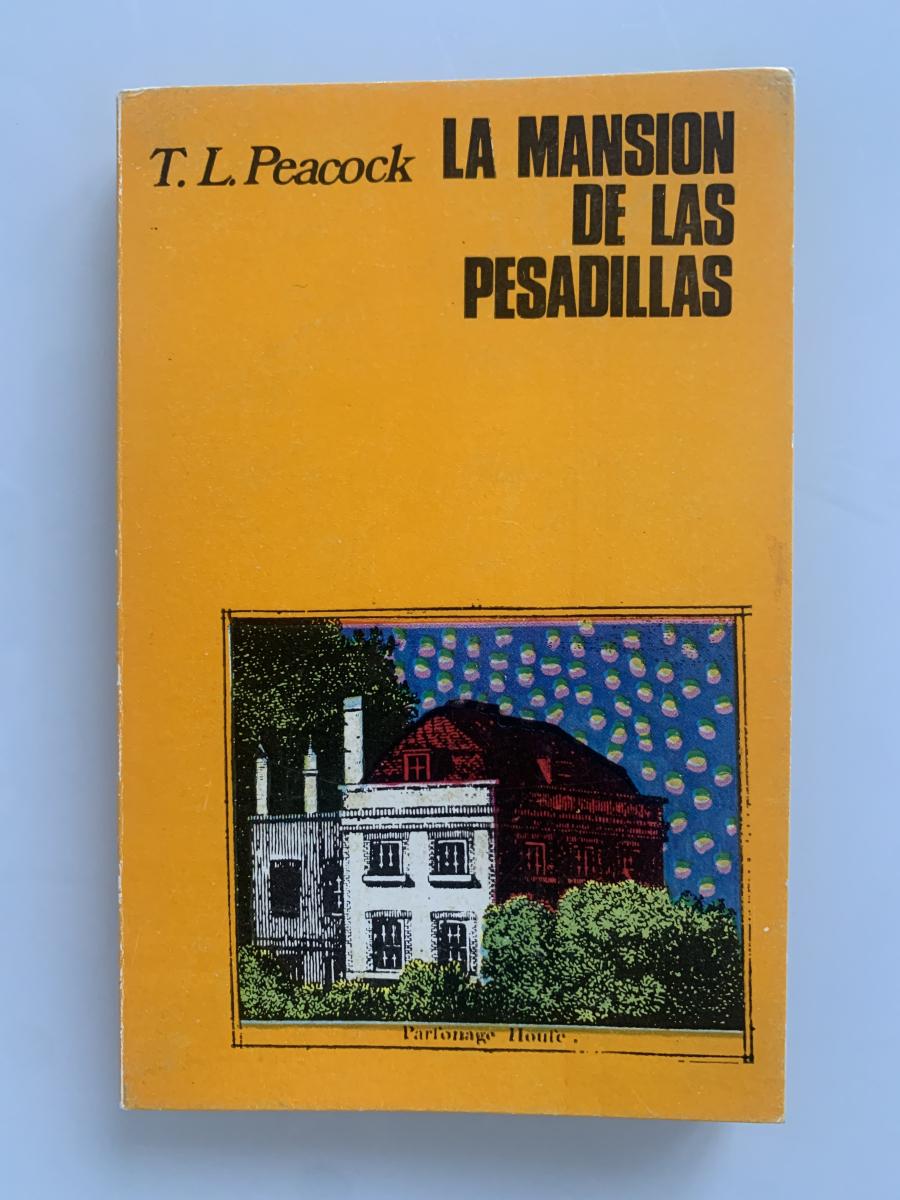 T. L. Peacock
LA MANSION
DE LAS
PESADILLAS
Parſonage Houſe.